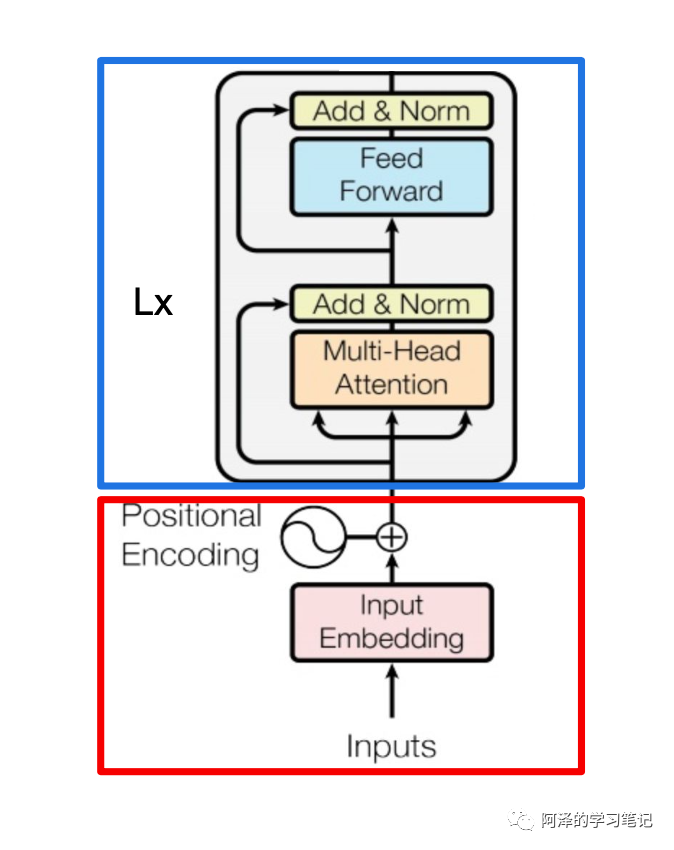 Add & Norm
Feed
Forward
Lx
Add & Norm
Multi-Head
Attention
Positional
Encoding
Input
Embedding
Inputs
阿泽的学习笔记